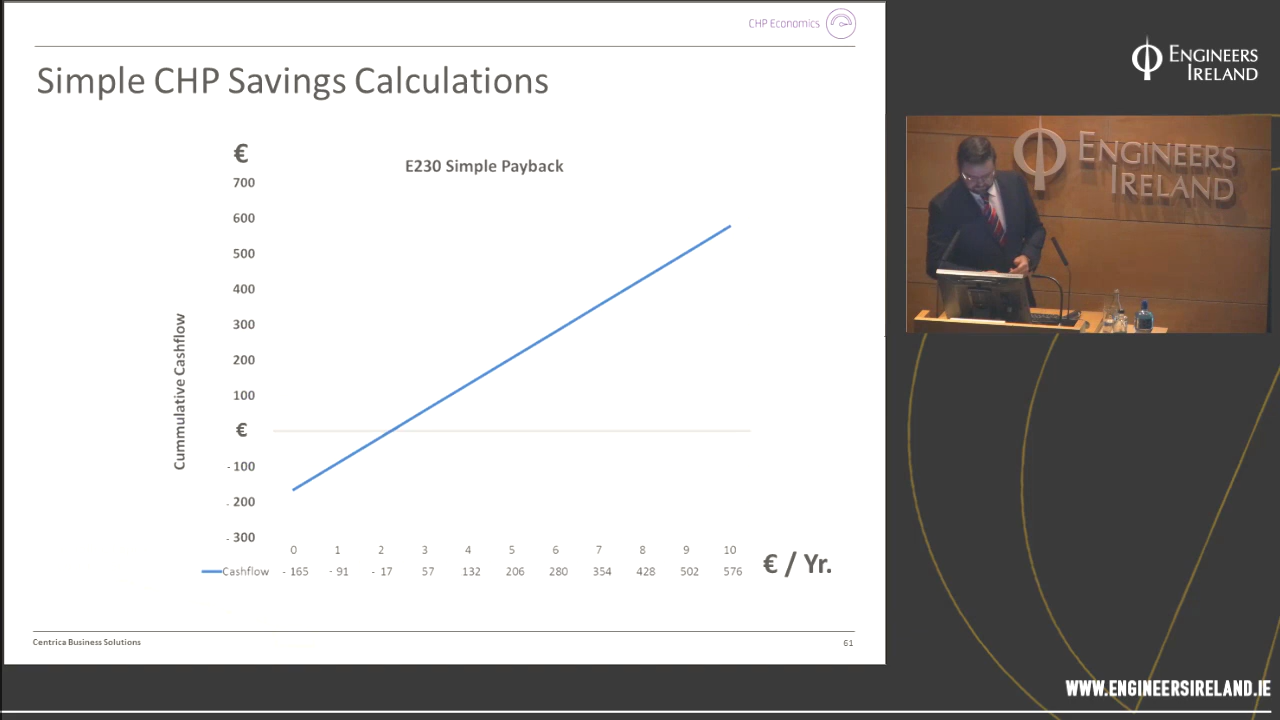 CHP Economics
Simple CHP Savings Calculations
€
E230 Simple Payback
700
600
500
400
300
200
100
€
- 100
- 200
- 300
Cummulative Cashflow
0 1 2 3 4 5 6 7 8 9 10
Cashflow - 165 - 91 - 17 57 132 206 280 354 428 502 576
€ / Yr.
Centrica Business Solutions
61
ENGINEERS
IRELAND
ENGINEERS
IRELAND
WWW.ENGINEERSIRELAND.IE